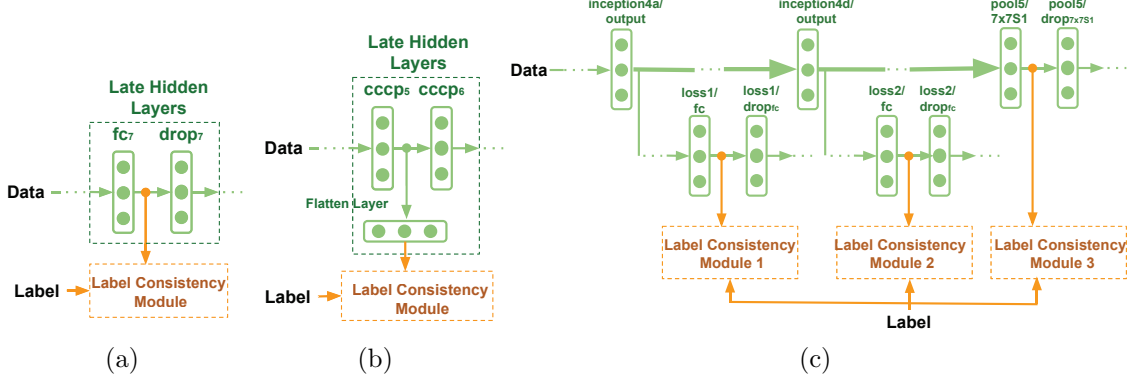 Late Hidden
Layers
fc7
drop7
Data
Label
Label Consistency
Module
(a)
Late Hidden
Layers
cccp5
cccp6
Data
Flatten Layer
Label
Label Consistency
Module
(b)
inception4a/
output
inception4d/
output
pool5/
7x7S1
pool5/
drop7x7S1
Data
loss1/
fc
loss1/
dropfc
loss2/
fc
loss2/
dropfc
Label Consistency
Module 1
Label Consistency
Module 2
Label Consistency
Module 3
Label
(c)